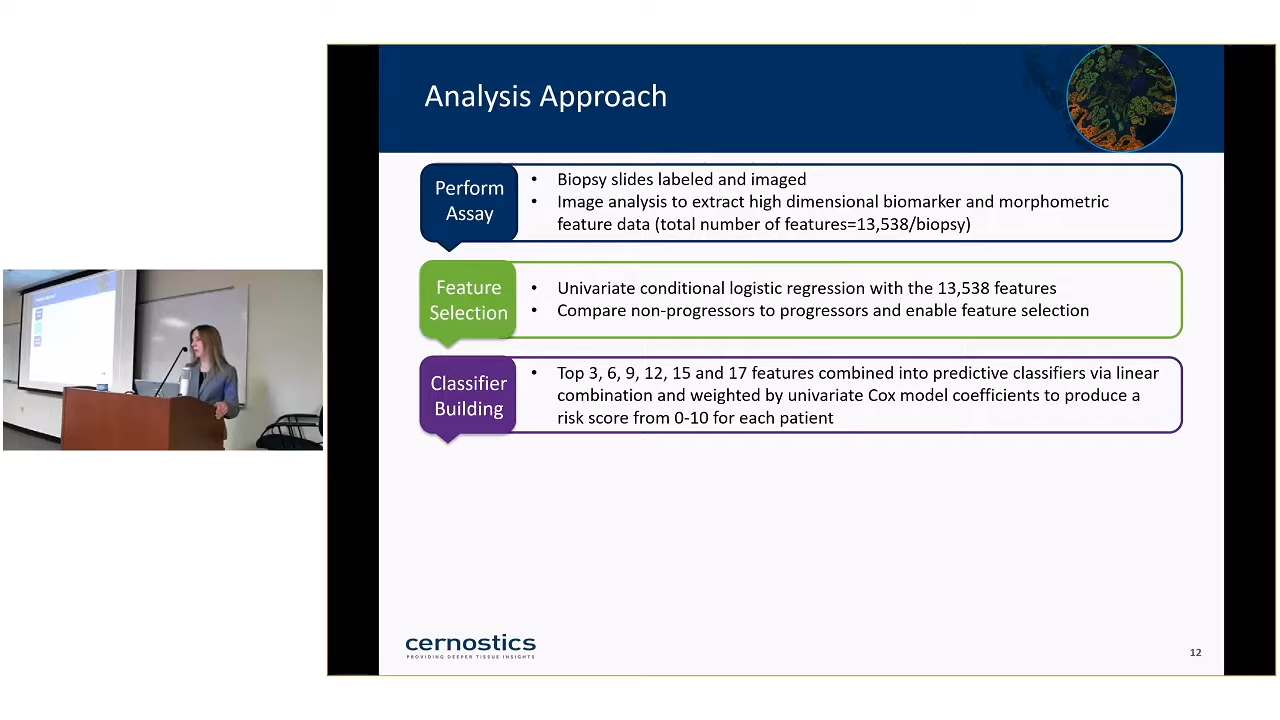 Analysis Approach
Perform
Assay
• Biopsy slides labeled and imaged
• Image analysis to extract high dimensional biomarker and morphometric
feature data (total number of features=13,538/biopsy)
Feature
Selection
• Univariate conditional logistic regression with the 13,538 features
• Compare non-progressors to progressors and enable feature selection
Classifier
Building
• Top 3, 6, 9, 12, 15 and 17 features combined into predictive classifiers via linear
combination and weighted by univariate Cox model coefficients to produce a
risk score from 0-10 for each patient
cernostics
PROVIDING DEEPER TISSUE INSIGHTS
12